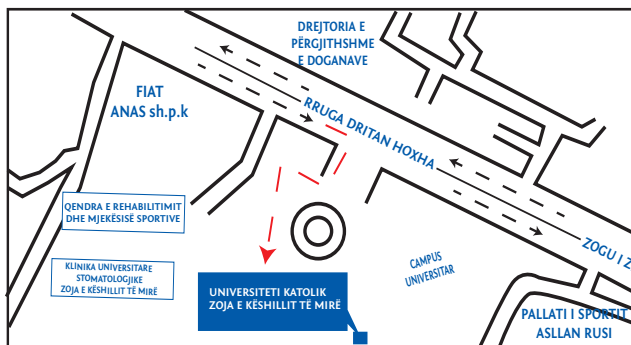 DREJTORIA E
PËRGJITHSHME
E DOGANAVE
FIAT
ANAS sh.p.k
RRUGA DRITAN HOXHA
QENDRA E REHABILITIMIT
DHE MJEKËSISË SPORTIVE
KLINIKA UNIVERSITARE
STOMATOLOGJIKE
ZOJA E KËSHILLIT TË MIRË
UNIVERSITETI KATOLIK
ZOJA E KËSHILLIT TË MIRË
CAMPUS
UNIVERSITAR
ZOGU I Z
PALLATI I SPORTIT
ASLLAN RUSI